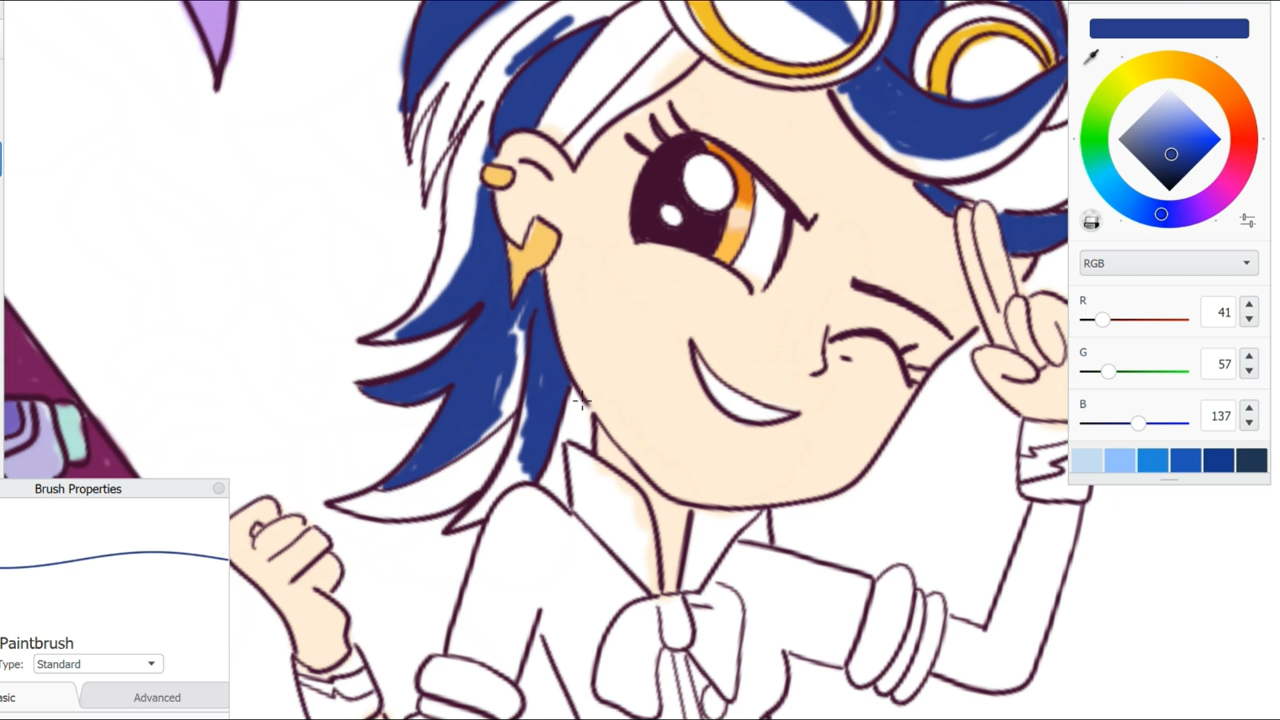 RGB
R
41
G
57
B
137
Brush Properties
Paintbrush
Type: Standard
asic Advanced